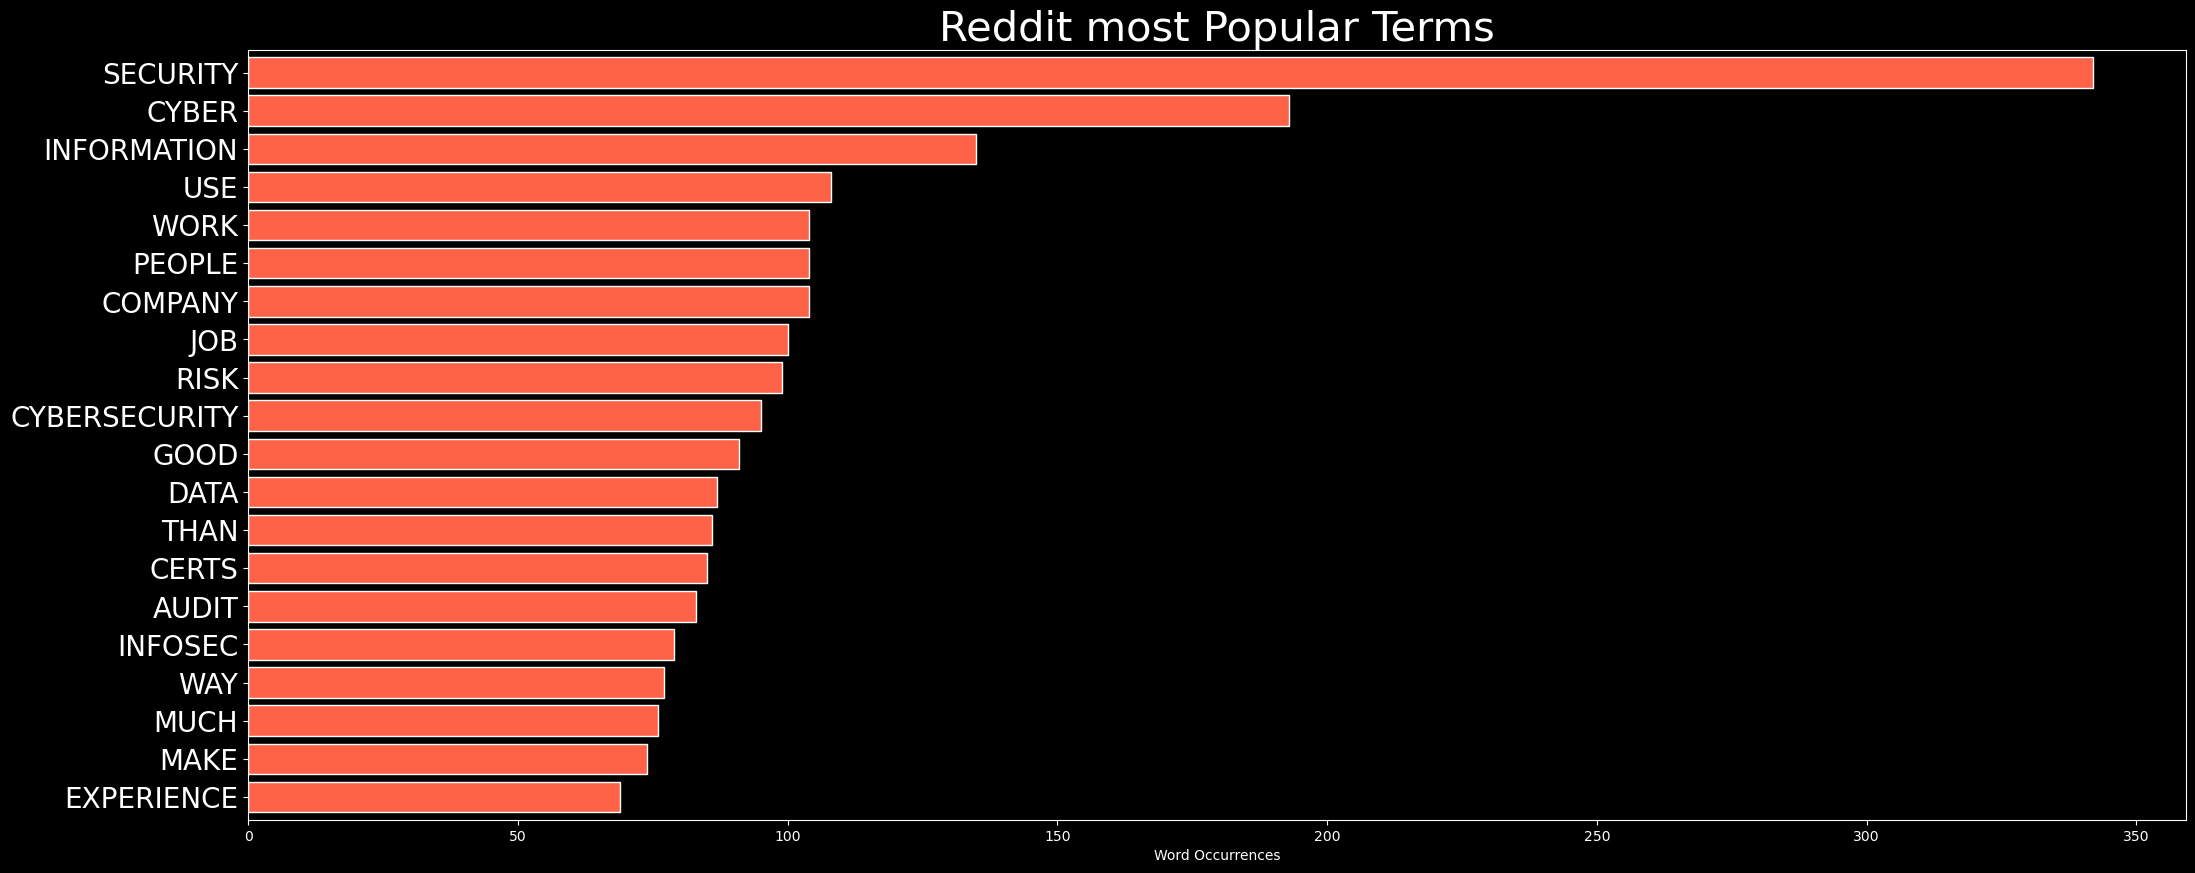 Reddit most Popular Terms
SECURITY
CYBER
INFORMATION
USE
WORK
PEOPLE
COMPANY
JOB
RISK
CYBERSECURITY
GOOD
DATA
THAN
CERTS
AUDIT
INFOSEC
WAY
MUCH
MAKE
EXPERIENCE
0 50 100 150 200 250 300 350
Word Occurrences